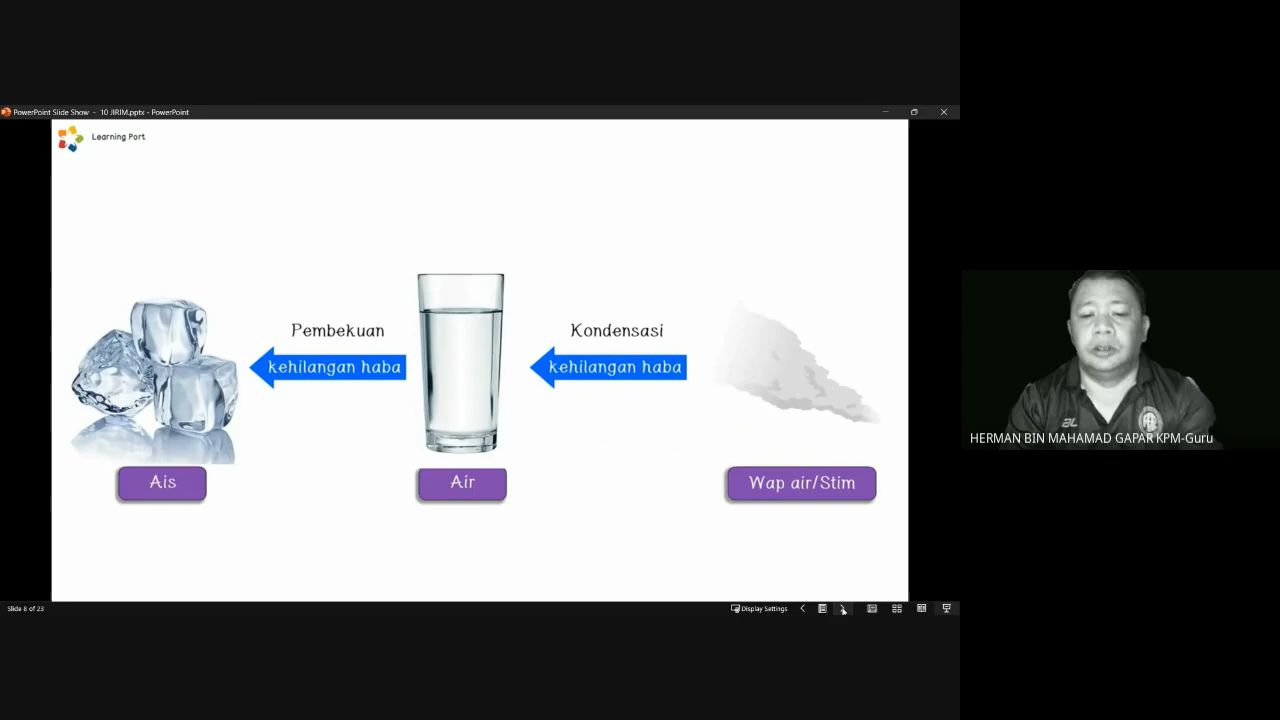 PowerPoint Slide Show - 10 JIRIM.pptx - PowerPoint
Learning Port
Pembekuan
kehilangan haba
Kondensasi
kehilangan haba
Ais
Air
Wap air/Stim
HERMAN BIN MAHAMAD GAPAR KPM-Guru
Slide 8 of 23
Display Settings